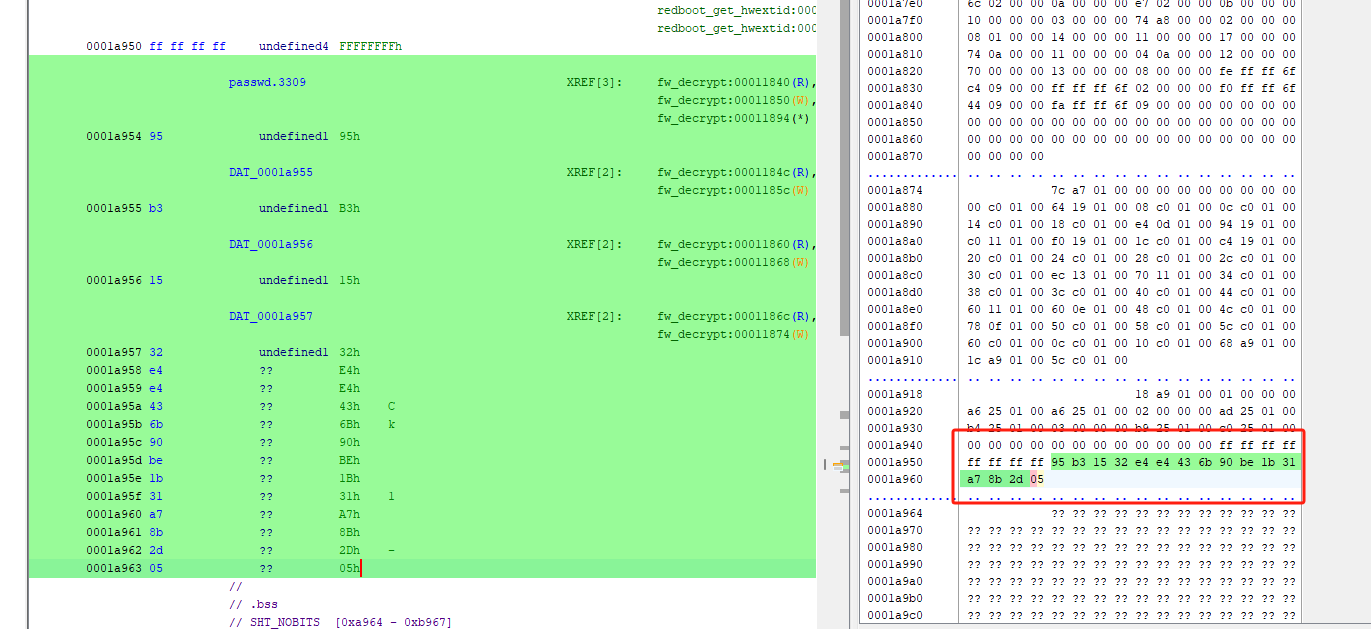 redboot_get_hwextid:000
redboot_get_hwextid:000
0001a950 ff ff ff ff undefined4 FFFFFFFFh
passwd.3309 XREF[3]: fw_decrypt:00011840(R),
fw_decrypt:00011850(W),
fw_decrypt:00011894(*)
0001a954 95 undefined1 95h
DAT_0001a955 XREF[2]: fw_decrypt:0001184c(R),
fw_decrypt:0001185c(W)
0001a955 b3 undefined1 B3h
DAT_0001a956 XREF[2]: fw_decrypt:00011860(R),
fw_decrypt:00011868(W)
0001a956 15 undefined1 15h
DAT_0001a957 XREF[2]: fw_decrypt:0001186c(R),
fw_decrypt:00011874(W)
0001a957 32 undefined1 32h
0001a958 e4 ?? E4h
0001a959 e4 ?? E4h
0001a95a 43 ?? 43h C
0001a95b 6b ?? 6Bh k
0001a95c 90 ?? 90h
0001a95d be ?? BEh
0001a95e 1b ?? 1Bh
0001a95f 31 ?? 31h 1
0001a960 a7 ?? A7h
0001a961 8b ?? 8Bh
0001a962 2d ?? 2Dh -
0001a963 05 ?? 05h
//
// .bss
// SHT_NOBITS [0xa964 - 0xb967]
0001a7e0 6c 02 00 00 0a 00 00 00 e7 02 00 00 0b 00 00 00
0001a7f0 10 00 00 00 03 00 00 00 74 a8 00 00 02 00 00 00
0001a800 08 01 00 00 14 00 00 00 11 00 00 00 17 00 00 00
0001a810 74 0a 00 00 11 00 00 00 04 0a 00 00 12 00 00 00
0001a820 70 00 00 00 13 00 00 00 08 00 00 00 fe ff ff 6f
0001a830 c4 09 00 00 ff ff ff 6f 02 00 00 00 f0 ff ff 6f
0001a840 44 09 00 00 fa ff ff 6f 09 00 00 00 00 00 00 00
0001a850 00 00 00 00 00 00 00 00 00 00 00 00 00 00 00 00
0001a860 00 00 00 00 00 00 00 00 00 00 00 00 00 00 00 00
0001a870 00 00 00 00
............. .. .. .. .. .. .. .. .. .. .. .. .. .. .. .. ..
0001a874 7c a7 01 00 00 00 00 00 00 00 00 00
0001a880 00 c0 01 00 64 19 01 00 08 c0 01 00 0c c0 01 00
0001a890 14 c0 01 00 18 c0 01 00 e4 0d 01 00 94 19 01 00
0001a8a0 c0 11 01 00 f0 19 01 00 1c c0 01 00 c4 19 01 00
0001a8b0 20 c0 01 00 24 c0 01 00 28 c0 01 00 2c c0 01 00
0001a8c0 30 c0 01 00 ec 13 01 00 70 11 01 00 34 c0 01 00
0001a8d0 38 c0 01 00 3c c0 01 00 40 c0 01 00 44 c0 01 00
0001a8e0 60 11 01 00 60 0e 01 00 48 c0 01 00 4c c0 01 00
0001a8f0 78 0f 01 00 50 c0 01 00 58 c0 01 00 5c c0 01 00
0001a900 60 c0 01 00 0c c0 01 00 10 c0 01 00 68 a9 01 00
0001a910 1c a9 01 00 5c c0 01 00
............. .. .. .. .. .. .. .. .. .. .. .. .. .. .. .. ..
0001a918 18 a9 01 00 01 00 00 00
0001a920 a6 25 01 00 a6 25 01 00 02 00 00 00 ad 25 01 00
0001a930 b4 25 01 00 03 00 00 00 b9 25 01 00 c0 25 01 00
0001a940 00 00 00 00 00 00 00 00 00 00 00 00 ff ff ff ff
0001a950 ff ff ff ff 95 b3 15 32 e4 e4 43 6b 90 be 1b 31
0001a960 a7 8b 2d 05
............. .. .. .. .. .. .. .. .. .. .. .. .. .. .. .. ..
0001a964 ?? ?? ?? ?? ?? ?? ?? ?? ?? ?? ?? ??
0001a970 ?? ?? ?? ?? ?? ?? ?? ?? ?? ?? ?? ?? ?? ?? ?? ??
0001a980 ?? ?? ?? ?? ?? ?? ?? ?? ?? ?? ?? ?? ?? ?? ?? ??
0001a990 ?? ?? ?? ?? ?? ?? ?? ?? ?? ?? ?? ?? ?? ?? ?? ??
0001a9a0 ?? ?? ?? ?? ?? ?? ?? ?? ?? ?? ?? ?? ?? ?? ?? ??
0001a9b0 ?? ?? ?? ?? ?? ?? ?? ?? ?? ?? ?? ?? ?? ?? ?? ??
0001a9c0 ?? ?? ?? ?? ?? ?? ?? ?? ?? ?? ?? ?? ?? ?? ?? ??